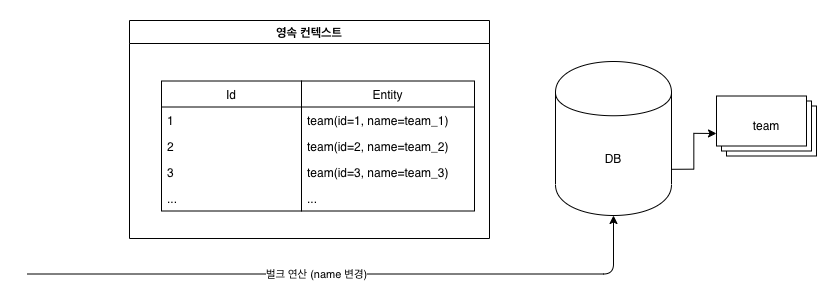 영속 컨텍스트
Id
Entity
1
team(id=1, name=team_1)
2
team(id=2, name=team_2)
3
team(id=3, name=team_3)
...
...
DB
team
벌크 연산 (name 변경)